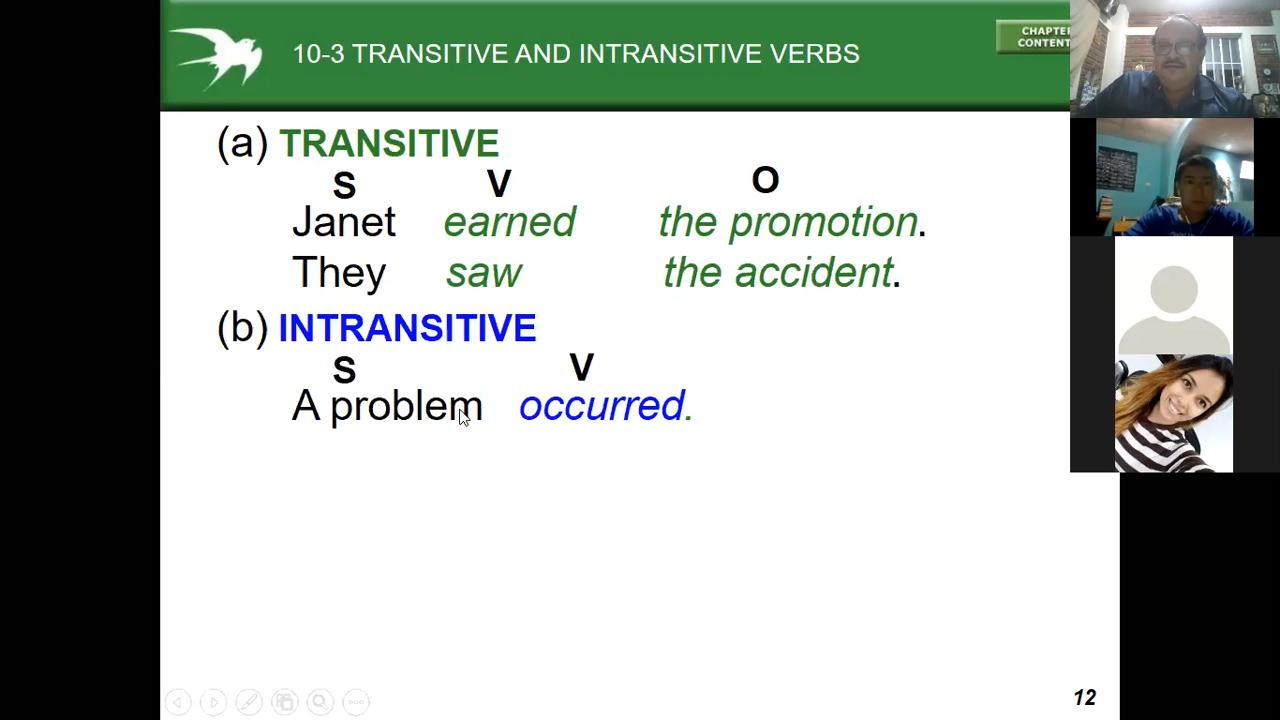 10-3 TRANSITIVE AND INTRANSITIVE VERBS
CHAPTER
CONTENT
(a) TRANSITIVE
S V O
Janet earned the promotion.
They saw the accident.
(b) INTRANSITIVE
S V
A problem occurred.
12